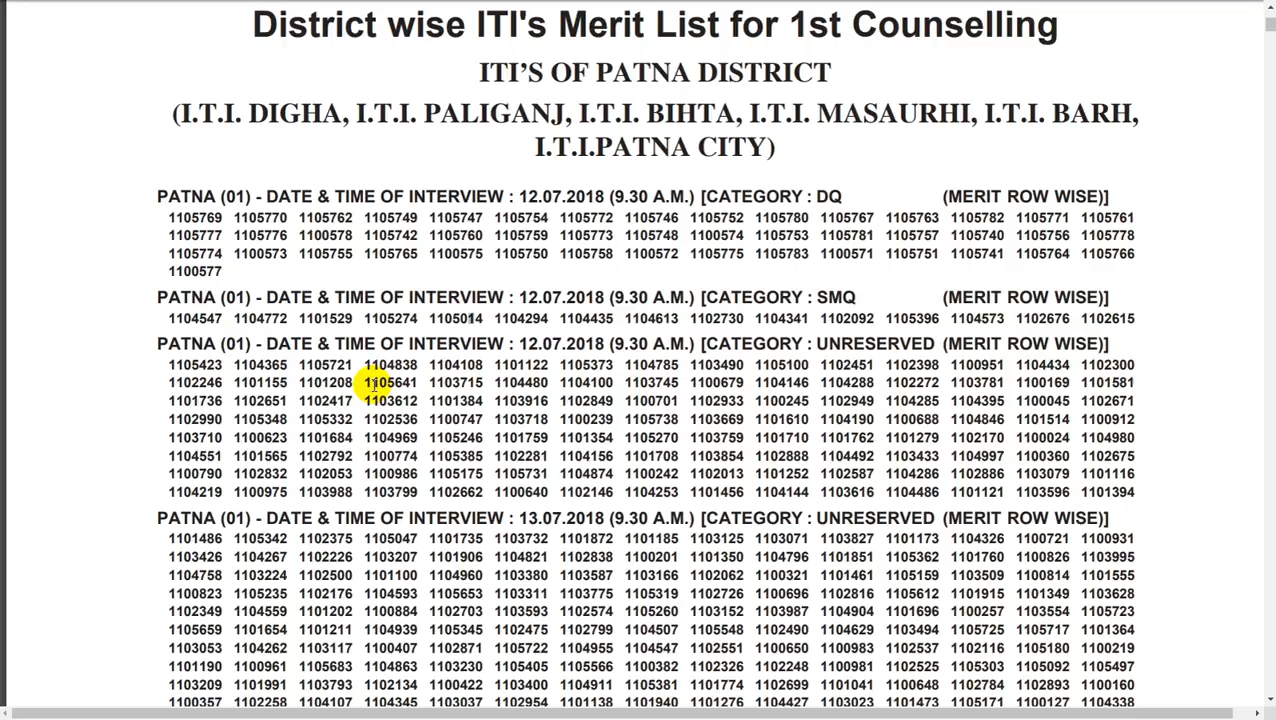 District wise ITI's Merit List for 1st Counselling
ITI’S OF PATNA DISTRICT
(I.T.I. DIGHA, I.T.I. PALIGANJ, I.T.I. BIHTA, I.T.I. MASAURHI, I.T.I. BARH,
I.T.I.PATNA CITY)
PATNA (01) - DATE & TIME OF INTERVIEW : 12.07.2018 (9.30 A.M.) [CATEGORY : DQ (MERIT ROW WISE)]
1105769 1105770 1105762 1105749 1105747 1105754 1105772 1105746 1105752 1105780 1105767 1105763 1105782 1105771 1105761
1105777 1105776 1100578 1105742 1105760 1105759 1105773 1105748 1100574 1105753 1105781 1105757 1105740 1105756 1105778
1105774 1100573 1105755 1105765 1100575 1105750 1105758 1100572 1105775 1105783 1100571 1105751 1105741 1105764 1105766
1100577
PATNA (01) - DATE & TIME OF INTERVIEW : 12.07.2018 (9.30 A.M.) [CATEGORY : SMQ (MERIT ROW WISE)]
1104547 1104772 1101529 1105274 1105014 1104294 1104435 1104613 1102730 1104341 1102092 1105396 1104573 1102676 1102615
PATNA (01) - DATE & TIME OF INTERVIEW : 12.07.2018 (9.30 A.M.) [CATEGORY : UNRESERVED (MERIT ROW WISE)]
1105423 1104365 1105721 1104838 1104108 1101122 1105373 1104785 1103490 1105100 1102451 1102398 1100951 1104434 1102300
1102246 1101155 1101208 1105641 1103715 1104480 1104100 1103745 1100679 1104146 1104288 1102272 1103781 1100169 1101581
1101736 1102651 1102417 1103612 1101384 1103916 1102849 1100701 1102933 1100245 1102949 1104285 1104395 1100045 1102671
1102990 1105348 1105332 1102536 1100747 1103718 1100239 1105738 1103669 1101610 1104190 1100688 1104846 1101514 1100912
1103710 1100623 1101684 1104969 1105246 1101759 1101354 1105270 1103759 1101710 1101762 1101279 1102170 1100024 1104980
1104551 1101565 1102792 1100774 1105385 1102281 1104156 1101708 1103854 1102888 1104492 1103433 1104997 1100036 1102675
1100790 1102832 1102053 1100986 1105175 1105731 1104874 1100242 1102013 1101252 1102587 1104286 1102886 1103079 1101116
1104219 1100975 1103988 1103799 1102662 1100640 1102146 1104253 1101456 1104144 1103616 1104486 1101121 1103596 1101394
PATNA (01) - DATE & TIME OF INTERVIEW : 13.07.2018 (9.30 A.M.) [CATEGORY : UNRESERVED (MERIT ROW WISE)]
1101486 1105342 1102375 1105047 1101735 1103732 1101872 1101185 1103125 1103071 1103827 1101173 1104326 1100721 1100931
1103426 1104267 1102226 1103207 1101906 1104821 1102838 1100201 1101350 1104796 1101851 1105362 1101760 1100826 1103995
1104758 1103224 1102500 1101100 1104960 1103380 1103587 1103166 1102062 1100321 1101461 1105159 1103509 1100814 1101555
1100823 1105235 1102176 1104593 1105653 1103311 1103775 1105319 1102726 1100696 1102816 1105612 1101915 1101349 1103628
1102349 1104559 1101202 1100884 1102703 1103593 1102574 1105260 1103152 1103987 1104904 1101696 1100257 1103554 1105723
1105659 1101654 1101211 1104939 1105345 1102475 1102799 1104507 1105548 1102490 1104629 1103494 1105725 1105717 1101364
1103053 1104262 1103117 1100407 1102871 1105722 1104955 1104547 1102551 1100650 1100983 1102537 1102116 1105180 1100219
1101190 1100961 1105683 1104863 1103230 1105405 1105566 1100382 1102326 1102248 1100981 1102525 1105303 1105092 1105497
1103209 1101991 1103793 1102134 1100422 1103400 1104911 1105381 1101774 1102699 1101041 1100648 1102784 1102893 1100160
1100357 1102258 1104107 1104345 1103037 1102954 1101138 1101940 1101276 1104427 1103023 1101473 1105171 1100127 1104338